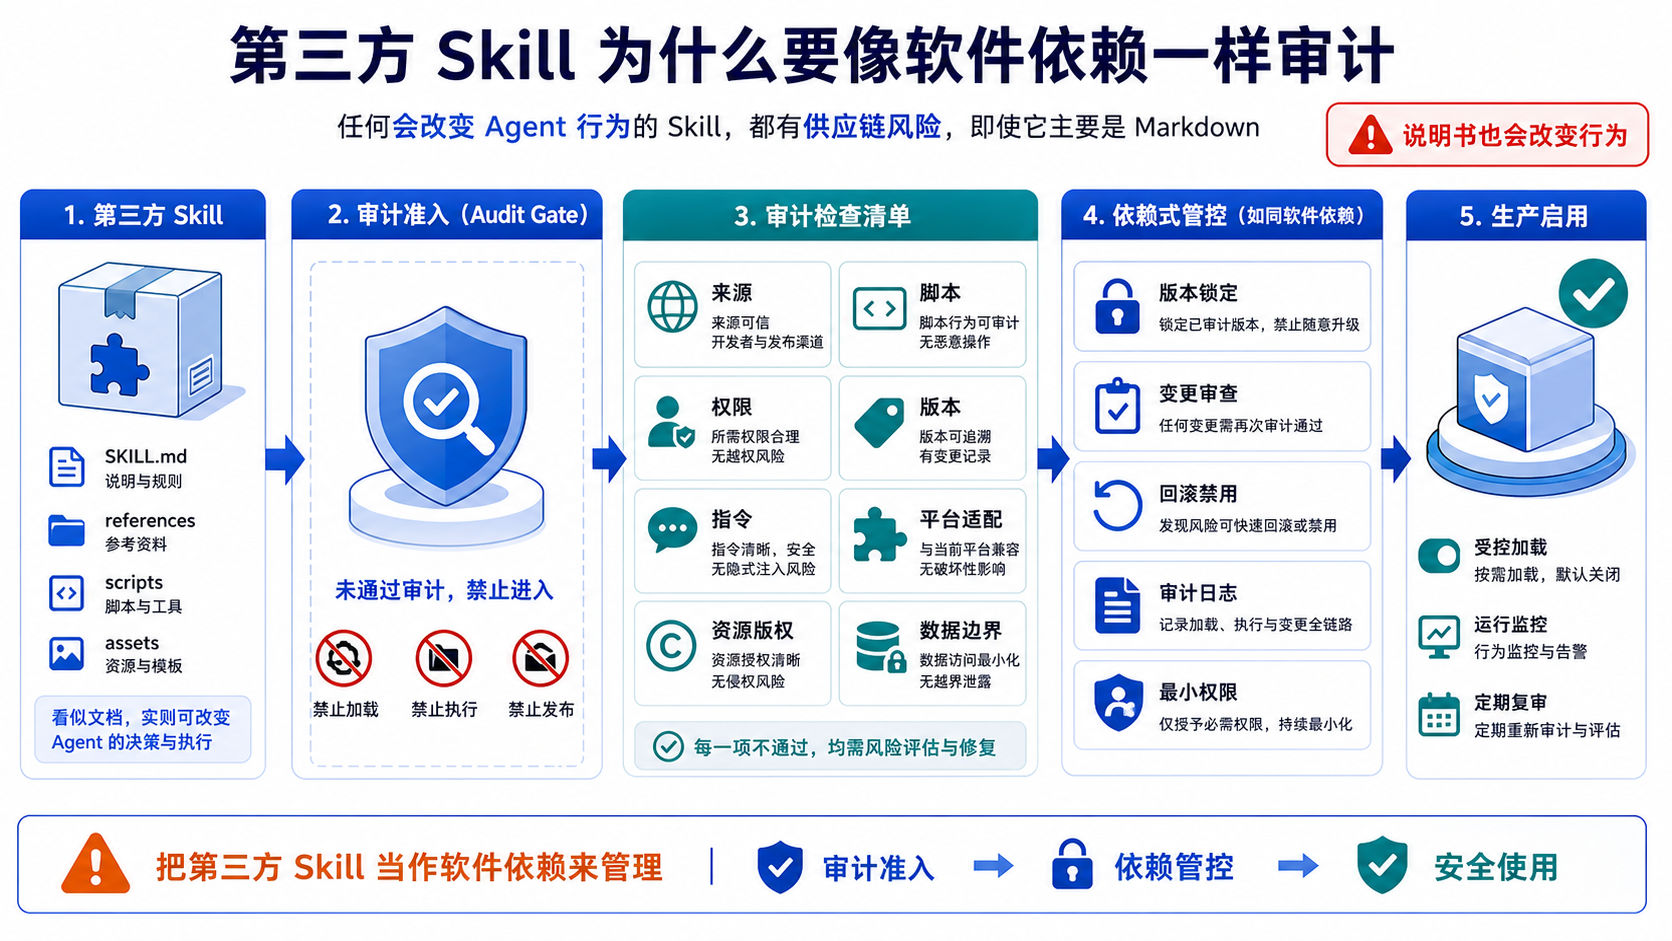 第三方 Skill 为什么要像软件依赖一样审计
任何会改变 Agent 行为的 Skill，都有供应链风险，即使它主要是 Markdown
说明书也会改变行为
1. 第三方 Skill
SKILL.md
说明与规则
references
参考资料
scripts
脚本与工具
assets
资源与模板
看似文档，实则可改变
Agent 的决策与执行
2. 审计准入（Audit Gate）
未通过审计，禁止进入
禁止加载
禁止执行
禁止发布
3. 审计检查清单
来源
来源可信
开发者与发布渠道
脚本
脚本行为可审计
无恶意操作
权限
所需权限合理
无越权风险
版本
版本可追溯
有变更记录
指令
指令清晰，安全
无隐式注入风险
平台适配
与当前平台兼容
无破坏性影响
资源版权
资源授权清晰
无侵权风险
数据边界
数据访问最小化
无越界泄露
每一项不通过，均需风险评估与修复
4. 依赖式管控（如同软件依赖）
版本锁定
锁定已审计版本，禁止随意升级
变更审查
任何变更需再次审计通过
回滚禁用
发现风险可快速回滚或禁用
审计日志
记录加载、执行与变更全链路
最小权限
仅授予必需权限，持续最小化
5. 生产启用
受控加载
按需加载，默认关闭
运行监控
行为监控与告警
定期复审
定期重新审计与评估
把第三方 Skill 当作软件依赖来管理
审计准入
依赖管控
安全使用